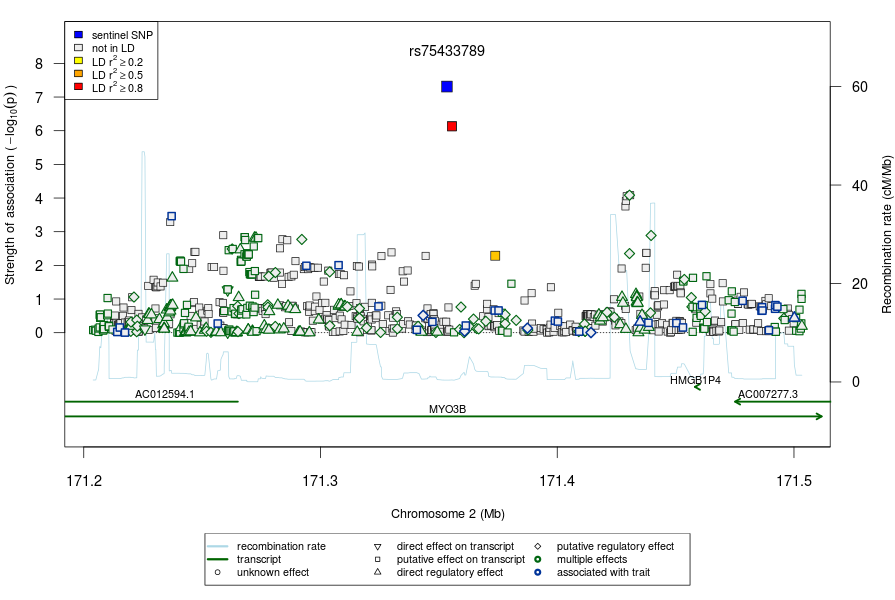 sentinel SNP
not in LD
LD r² ≥ 0.2
LD r² ≥ 0.5
LD r² ≥ 0.8
rs75433789
8
7
6
5
4
3
2
1
0
Strength of association (−log₁₀(p))
60
40
20
0
Recombination rate (cM/Mb)
HMGB1P4
AC012594.1
AC007277.3
MYO3B
171.2
171.3
171.4
171.5
Chromosome 2 (Mb)
recombination rate
transcript
unknown effect
direct effect on transcript
putative effect on transcript
direct regulatory effect
putative regulatory effect
multiple effects
associated with trait